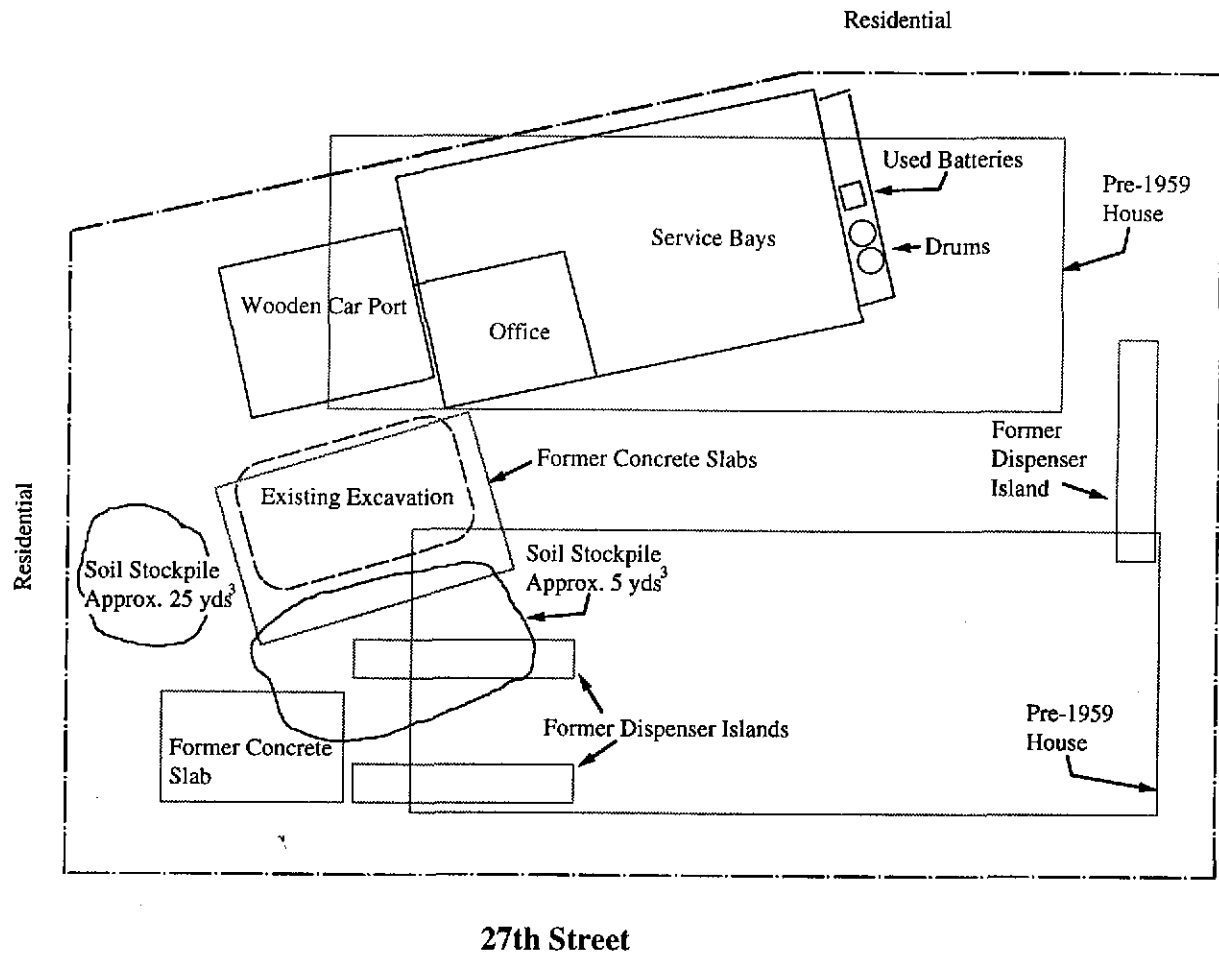 Residential
Used Batteries
Pre-1959
House
Service Bays
Drums
Wooden Car Port
Office
Former
Dispenser
Island
Former Concrete Slabs
Existing Excavation
Residential
Soil Stockpile
Approx. 25 yds³
Soil Stockpile
Approx. 5 yds³
Former Dispenser Islands
Pre-1959
House
Former Concrete
Slab
27th Street